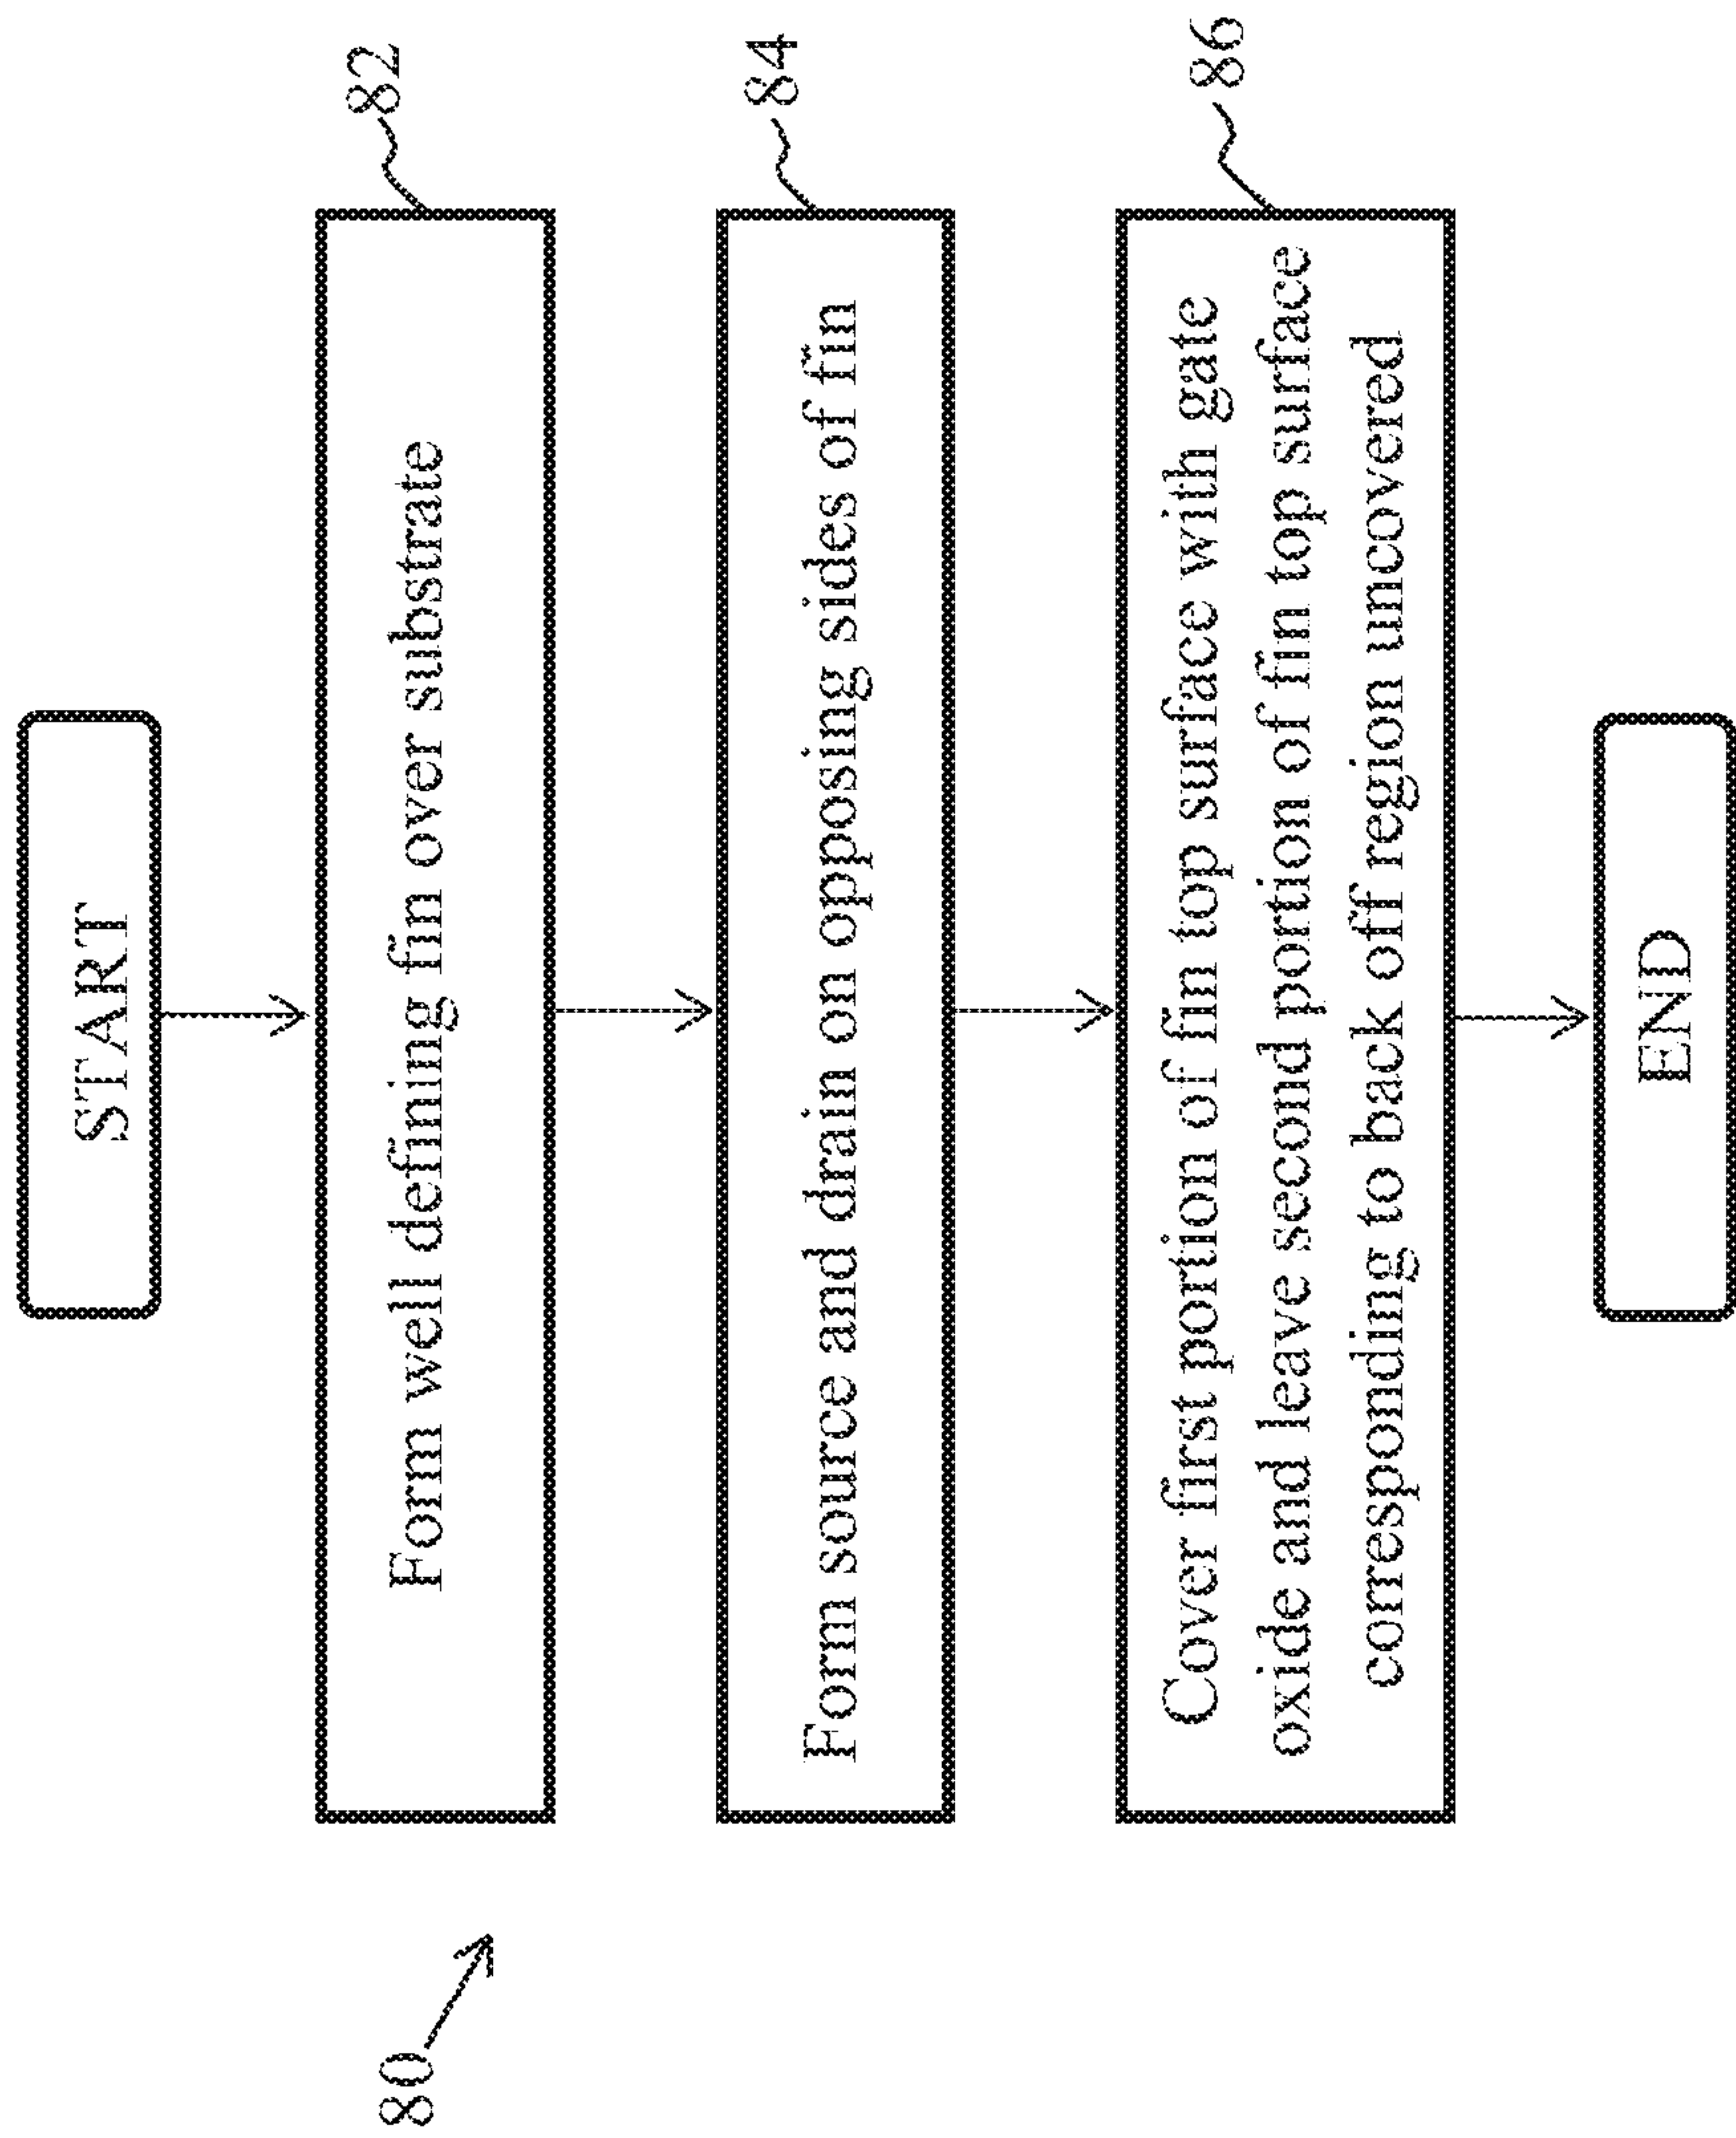 80
START
Form well defining fin over substrate
82
Form source and drain on opposing sides of fin
84
Cover first portion of fin top surface with gate
oxide and leave second portion of fin top surface
corresponding to back off region uncovered
86
END